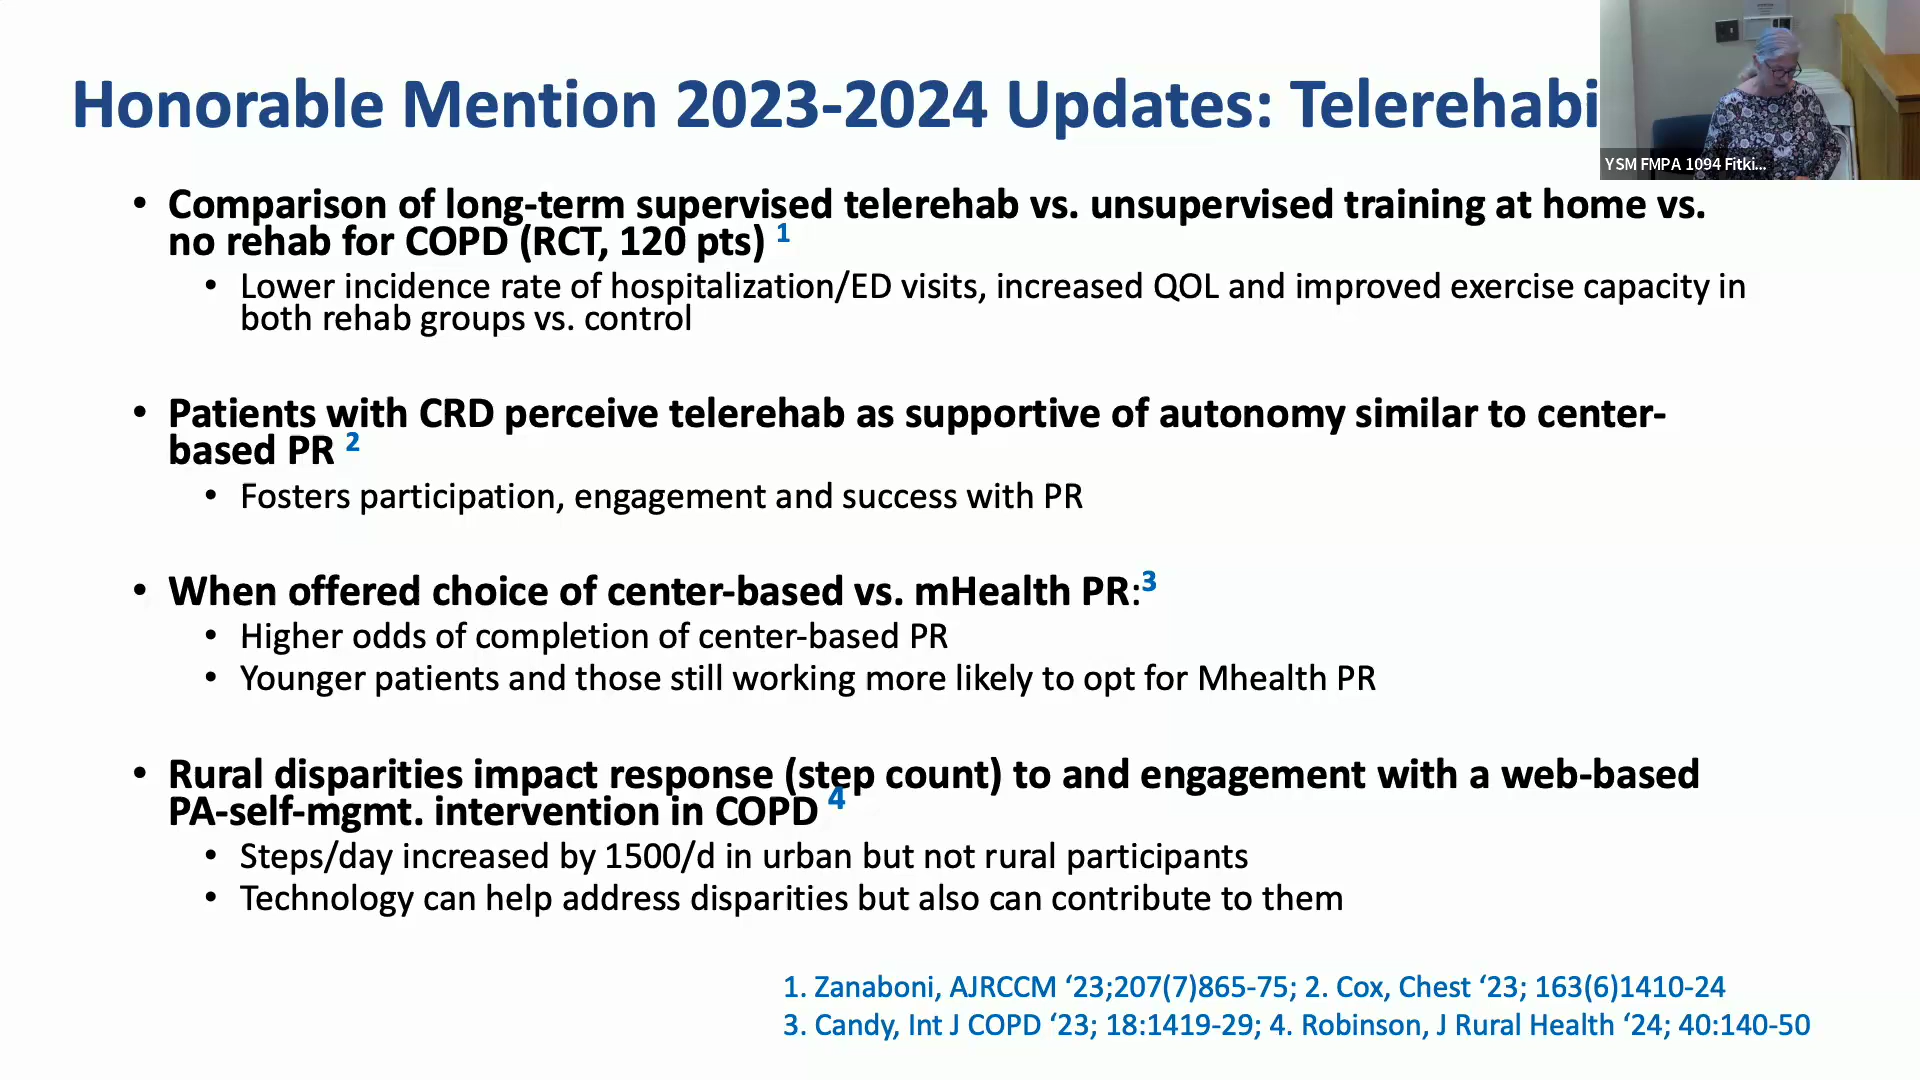 Honorable Mention 2023-2024 Updates: Telerehabi
YSM FMPA 1094 Fitki...
• Comparison of long-term supervised telerehab vs. unsupervised training at home vs.
no rehab for COPD (RCT, 120 pts) 1
• Lower incidence rate of hospitalization/ED visits, increased QOL and improved exercise capacity in
both rehab groups vs. control
• Patients with CRD perceive telerehab as supportive of autonomy similar to center-
based PR 2
• Fosters participation, engagement and success with PR
• When offered choice of center-based vs. mHealth PR:3
• Higher odds of completion of center-based PR
• Younger patients and those still working more likely to opt for Mhealth PR
• Rural disparities impact response (step count) to and engagement with a web-based
PA-self-mgmt. intervention in COPD 4
• Steps/day increased by 1500/d in urban but not rural participants
• Technology can help address disparities but also can contribute to them
1. Zanaboni, AJRCCM ‘23;207(7)865-75; 2. Cox, Chest ‘23; 163(6)1410-24
3. Candy, Int J COPD ‘23; 18:1419-29; 4. Robinson, J Rural Health ‘24; 40:140-50